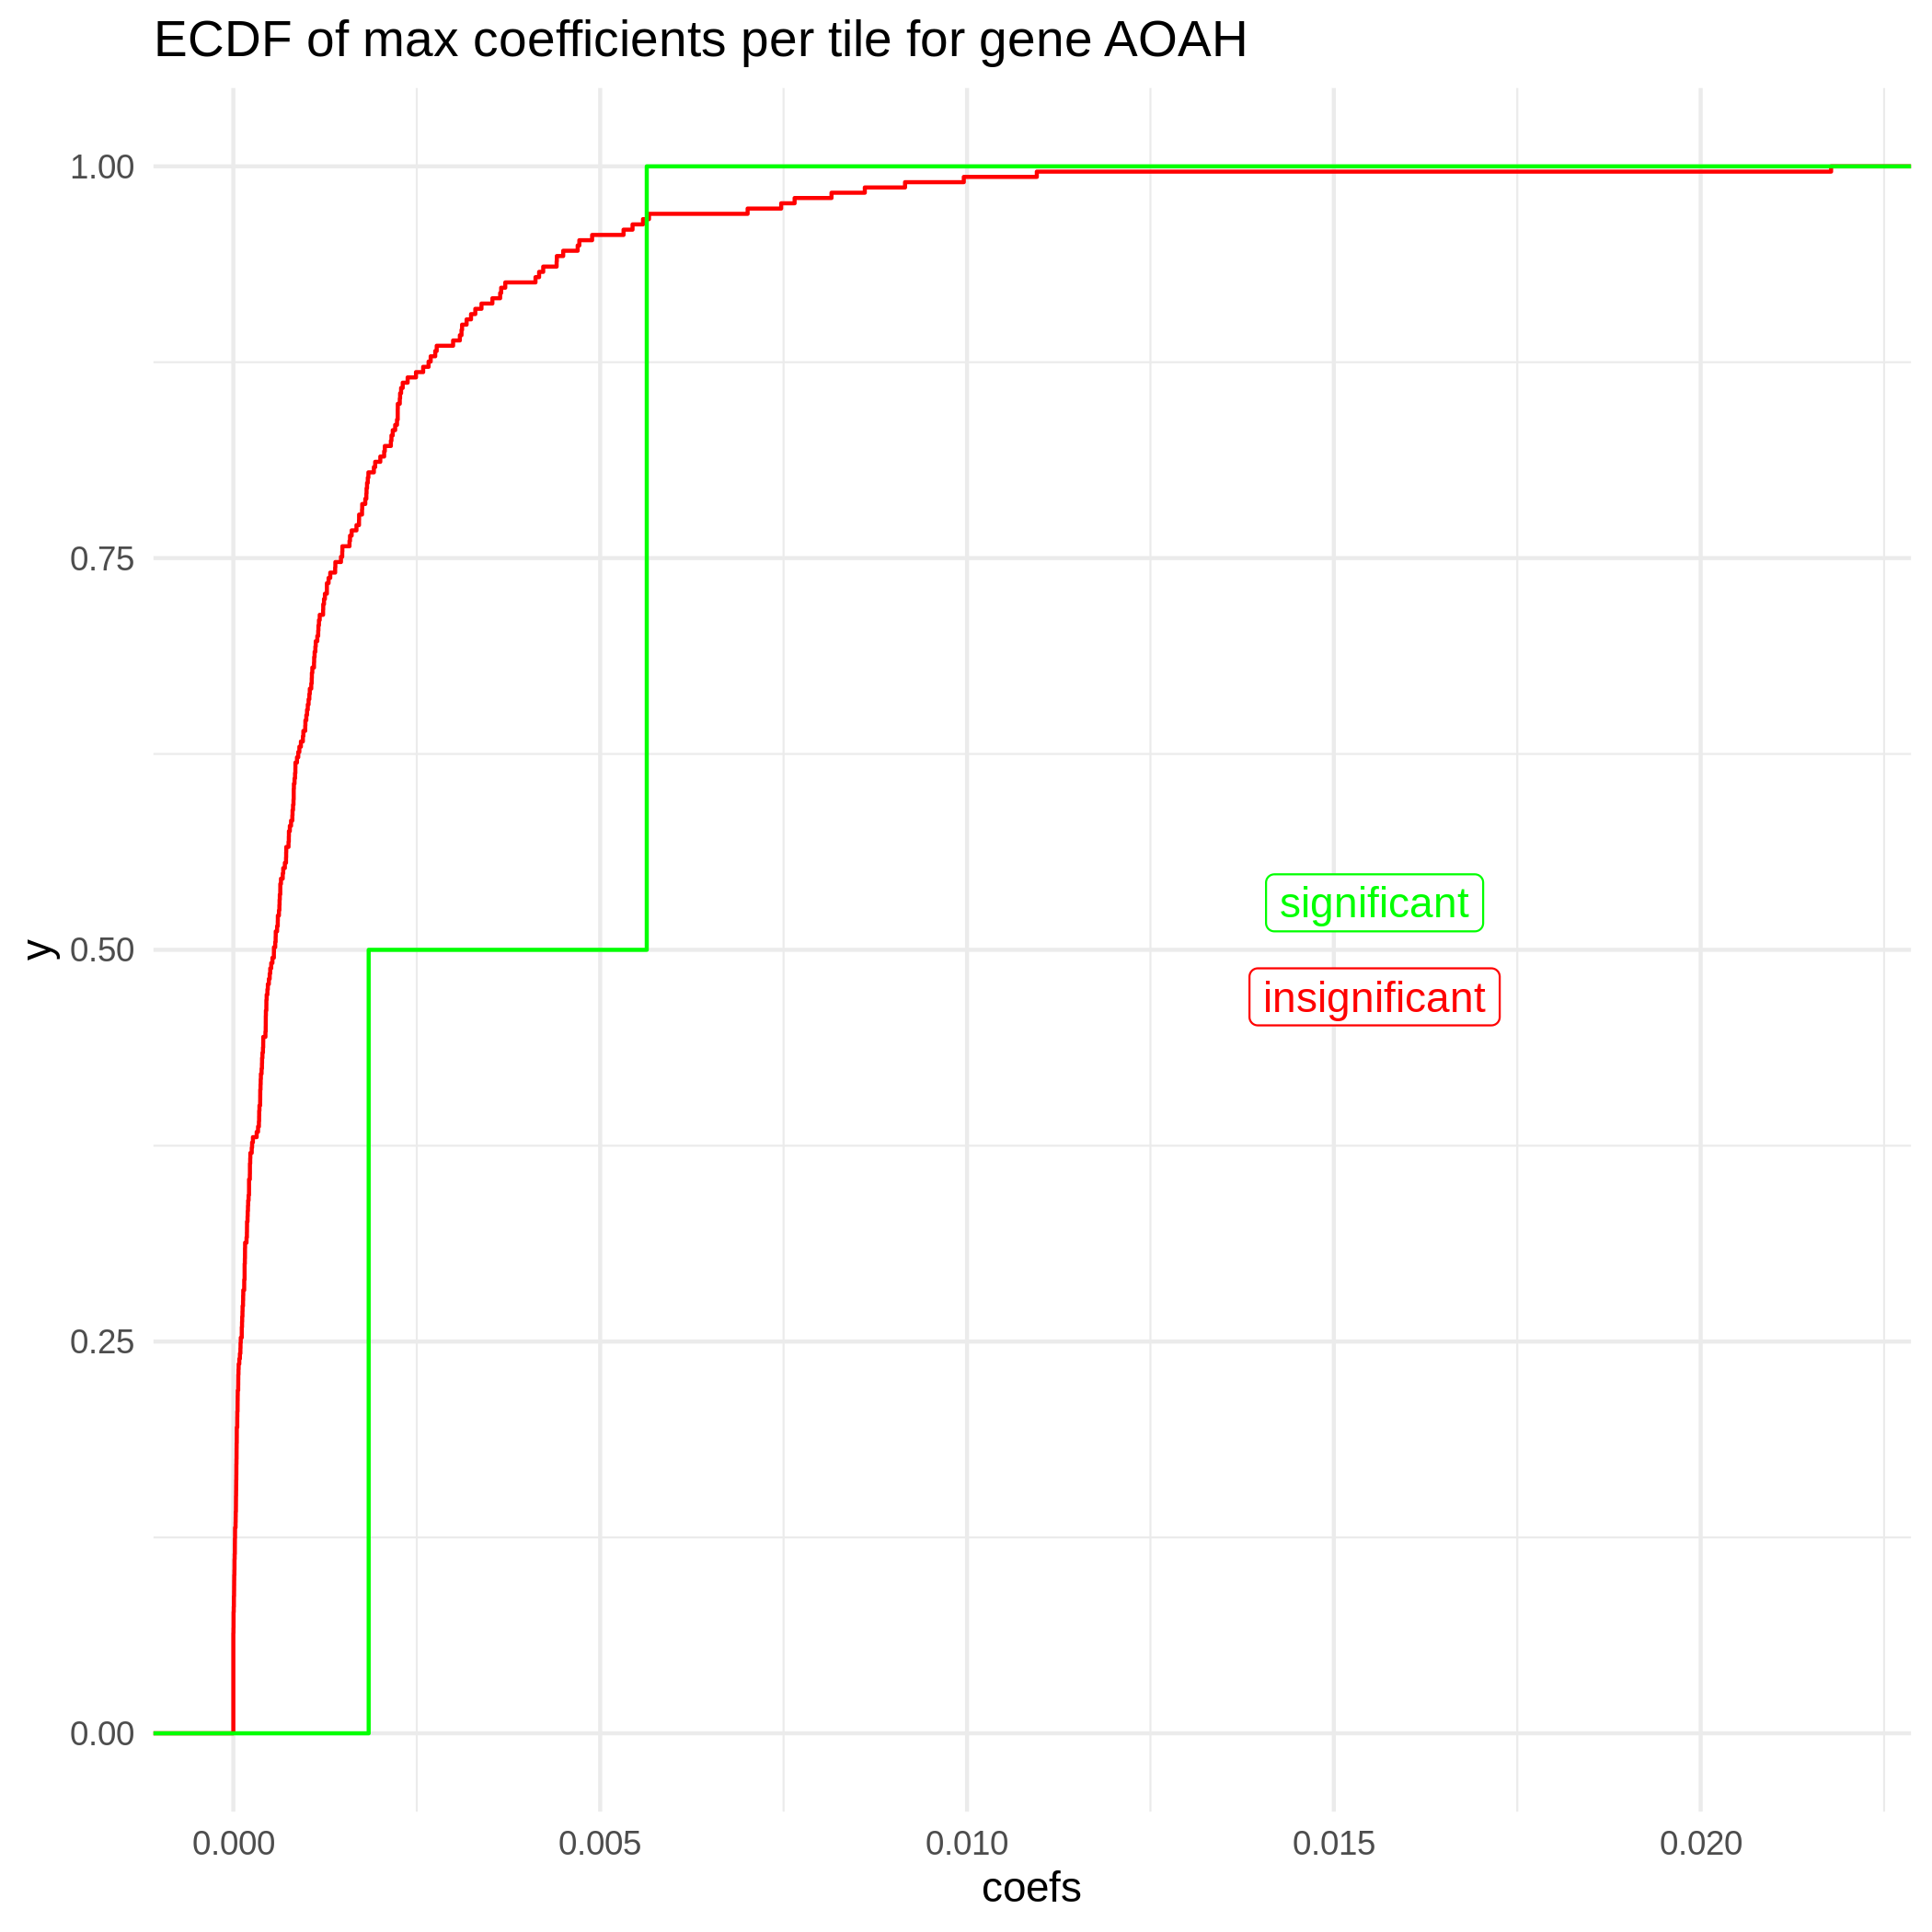 ECDF of max coefficients per tile for gene AOAH
1.00
0.75
0.50
0.25
0.00
y
significant
insignificant
0.000 0.005 0.010 0.015 0.020
coefs